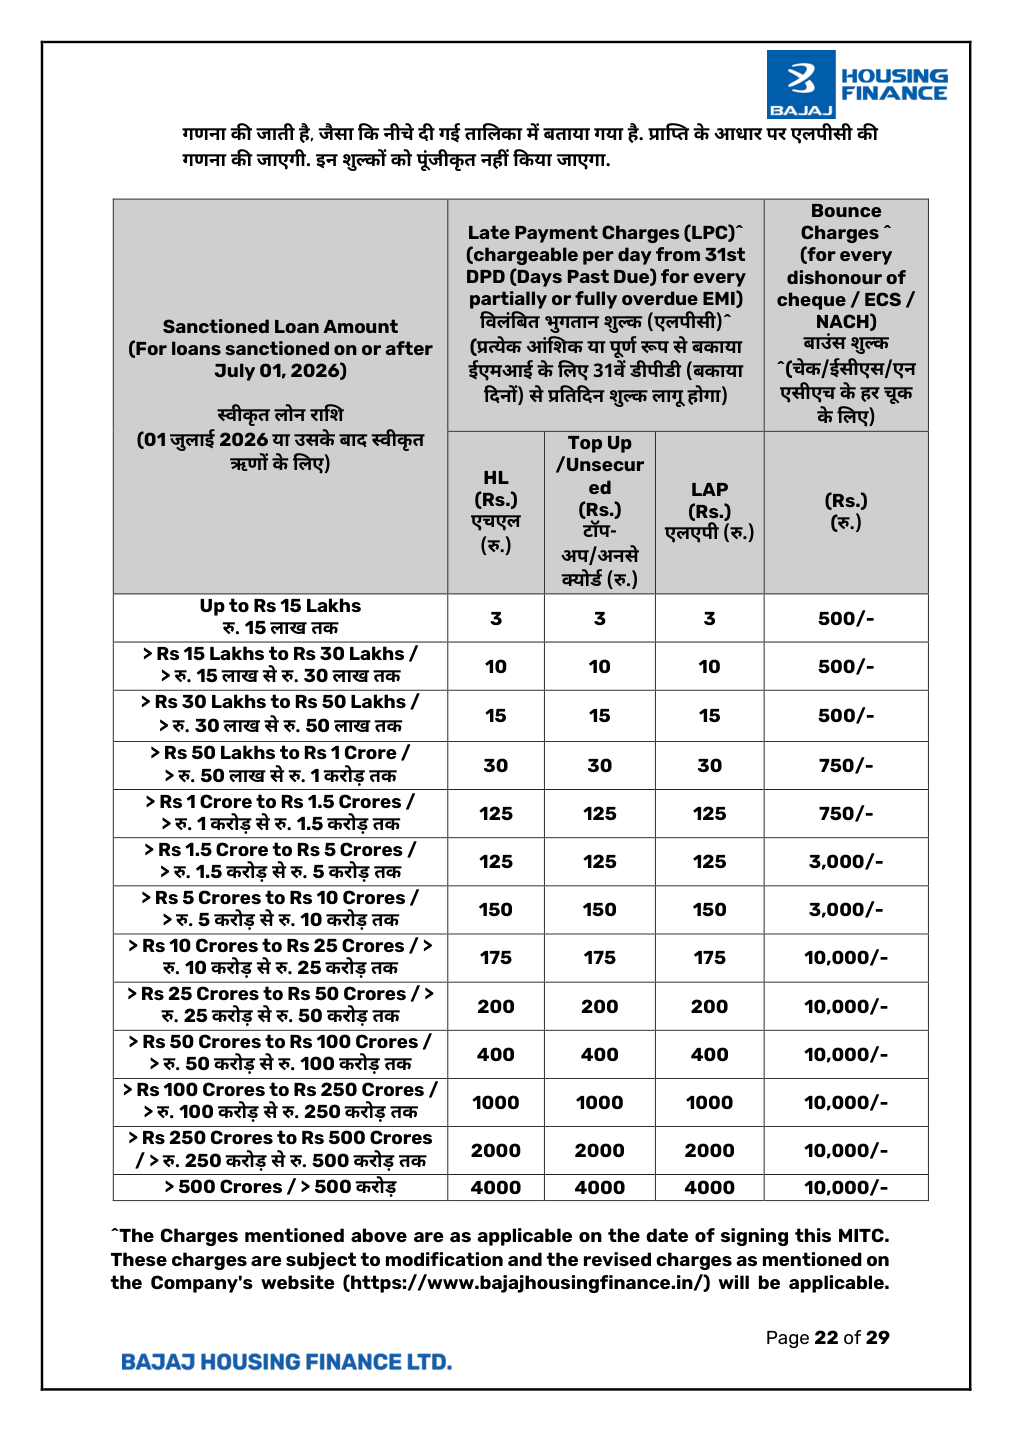 BAJAJ
HOUSING
FINANCE
गणना की जाती है, जैसा कि नीचे दी गई तालिका में बताया गया है. प्राप्ति के आधार पर एलपीसी की
गणना की जाएगी. इन शुल्कों को पूंजीकृत नहीं किया जाएगा.
Sanctioned Loan Amount
(For loans sanctioned on or after
July 01, 2026)
स्वीकृत लोन राशि
(01 जुलाई 2026 या उसके बाद स्वीकृत
ऋणों के लिए)
Late Payment Charges (LPC)^
(chargeable per day from 31st
DPD (Days Past Due) for every
partially or fully overdue EMI)
विलंबित भुगतान शुल्क (एलपीसी)^
(प्रत्येक आंशिक या पूर्ण रूप से बकाया
ईएमआई के लिए 31वें डीपीडी (बकाया
दिनों) से प्रतिदिन शुल्क लागू होगा)
Bounce
Charges ^
(for every
dishonour of
cheque / ECS /
NACH)
बाउंस शुल्क
^(चेक/ईसीएस/एन
एसीएच के हर चूक
के लिए)
HL
(Rs.)
एचएल
(रु.)
Top Up
/Unsecur
ed
(Rs.)
टॉप-
अप/अनसे
क्योर्ड (रु.)
LAP
(Rs.)
एलएपी (रु.)
(Rs.)
(रु.)
Up to Rs 15 Lakhs
रु. 15 लाख तक
3 3 3 500/-
> Rs 15 Lakhs to Rs 30 Lakhs /
> रु. 15 लाख से रु. 30 लाख तक
10 10 10 500/-
> Rs 30 Lakhs to Rs 50 Lakhs /
> रु. 30 लाख से रु. 50 लाख तक
15 15 15 500/-
> Rs 50 Lakhs to Rs 1 Crore /
> रु. 50 लाख से रु. 1 करोड़ तक
30 30 30 750/-
> Rs 1 Crore to Rs 1.5 Crores /
> रु. 1 करोड़ से रु. 1.5 करोड़ तक
125 125 125 750/-
> Rs 1.5 Crore to Rs 5 Crores /
> रु. 1.5 करोड़ से रु. 5 करोड़ तक
125 125 125 3,000/-
> Rs 5 Crores to Rs 10 Crores /
> रु. 5 करोड़ से रु. 10 करोड़ तक
150 150 150 3,000/-
> Rs 10 Crores to Rs 25 Crores / >
रु. 10 करोड़ से रु. 25 करोड़ तक
175 175 175 10,000/-
> Rs 25 Crores to Rs 50 Crores / >
रु. 25 करोड़ से रु. 50 करोड़ तक
200 200 200 10,000/-
> Rs 50 Crores to Rs 100 Crores /
> रु. 50 करोड़ से रु. 100 करोड़ तक
400 400 400 10,000/-
> Rs 100 Crores to Rs 250 Crores /
> रु. 100 करोड़ से रु. 250 करोड़ तक
1000 1000 1000 10,000/-
> Rs 250 Crores to Rs 500 Crores
/ > रु. 250 करोड़ से रु. 500 करोड़ तक
2000 2000 2000 10,000/-
> 500 Crores / > 500 करोड़
4000 4000 4000 10,000/-
^The Charges mentioned above are as applicable on the date of signing this MITC.
These charges are subject to modification and the revised charges as mentioned on
the Company's website (https://www.bajajhousingfinance.in/) will be applicable.
Page 22 of 29
BAJAJ HOUSING FINANCE LTD.